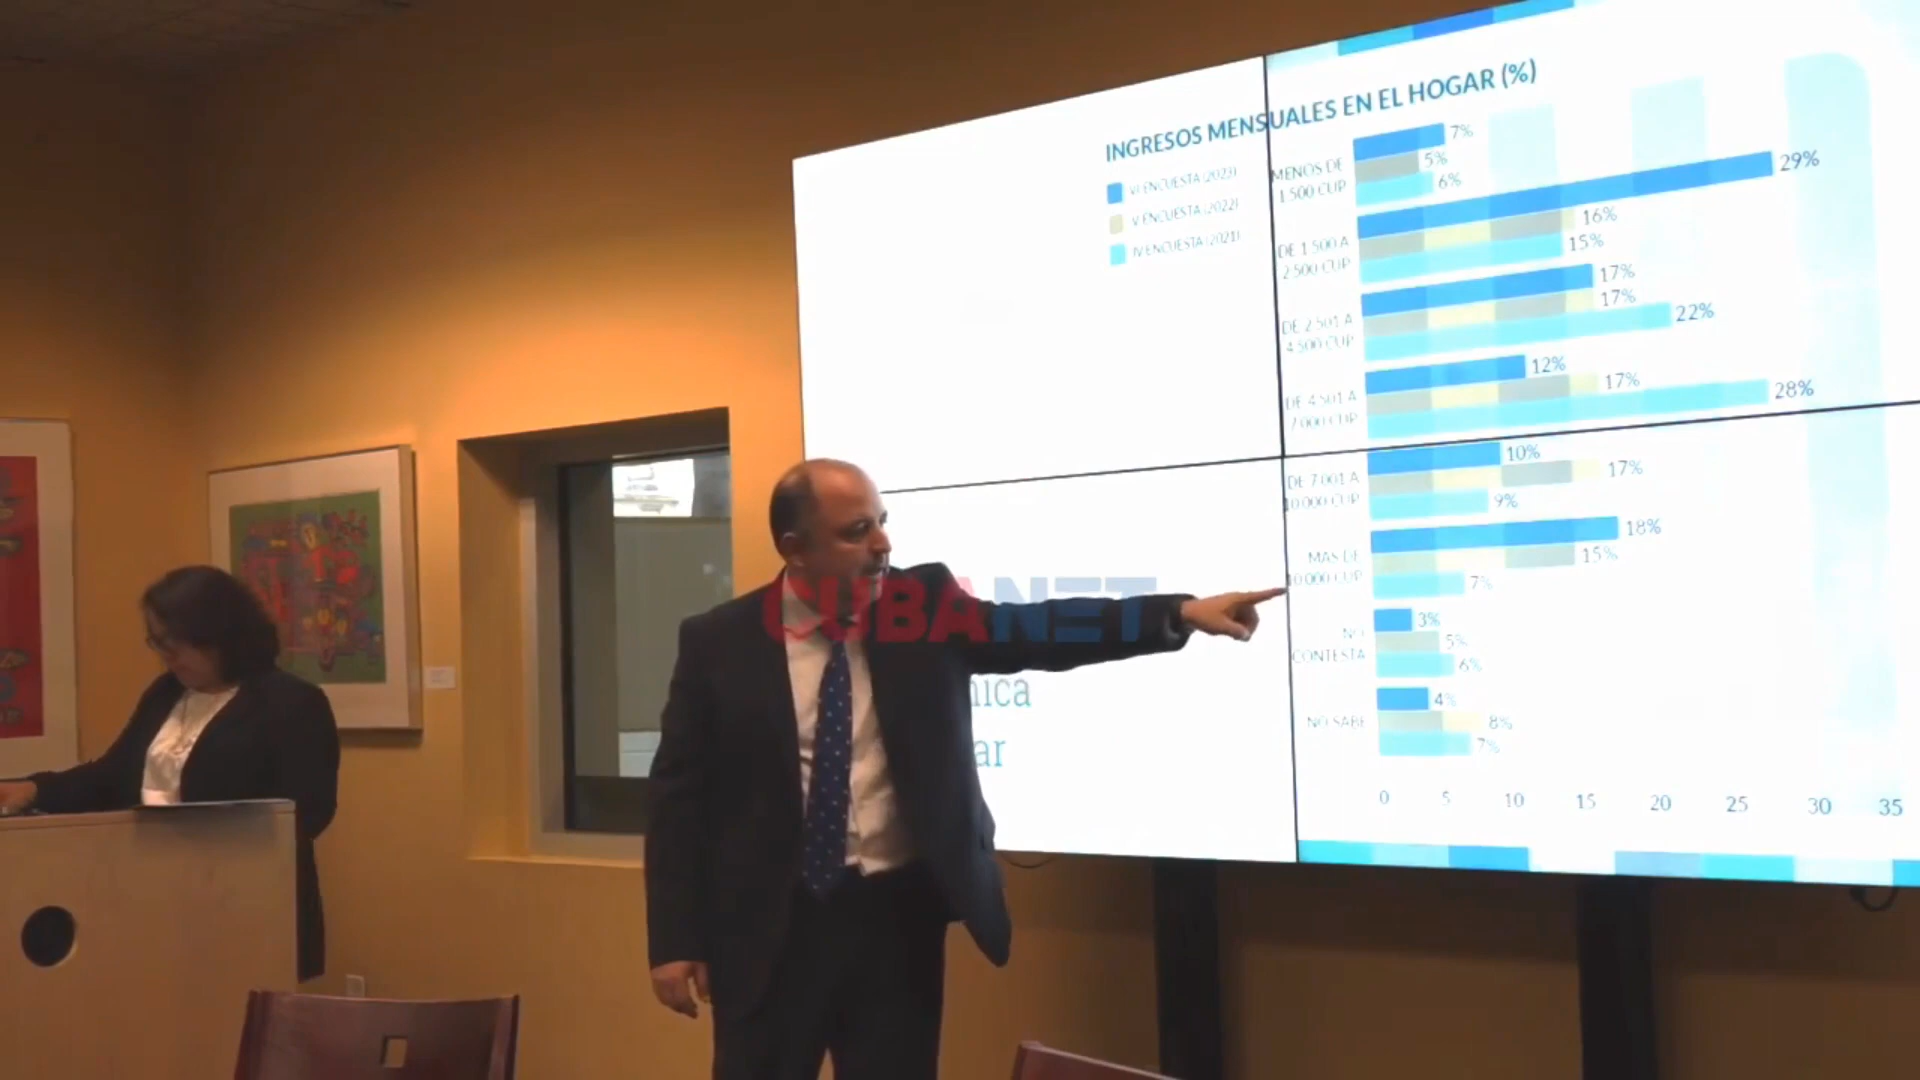 INGRESOS MENSUALES EN EL HOGAR (%)
VI ENCUESTA (2023)
V ENCUESTA (2022)
IV ENCUESTA (2021)
MENOS DE
1.500 CUP
7%
5%
6%
DE 1.500 A
2.500 CUP
29%
16%
15%
DE 2.501 A
4.500 CUP
17%
17%
22%
DE 4.501 A
7.000 CUP
12%
17%
28%
DE 7.001 A
10.000 CUP
10%
17%
9%
MAS DE
10.000 CUP
18%
15%
7%
NO
CONTESTA
3%
5%
6%
NO SABE
4%
8%
7%
0 5 10 15 20 25 30 35
CUBANET